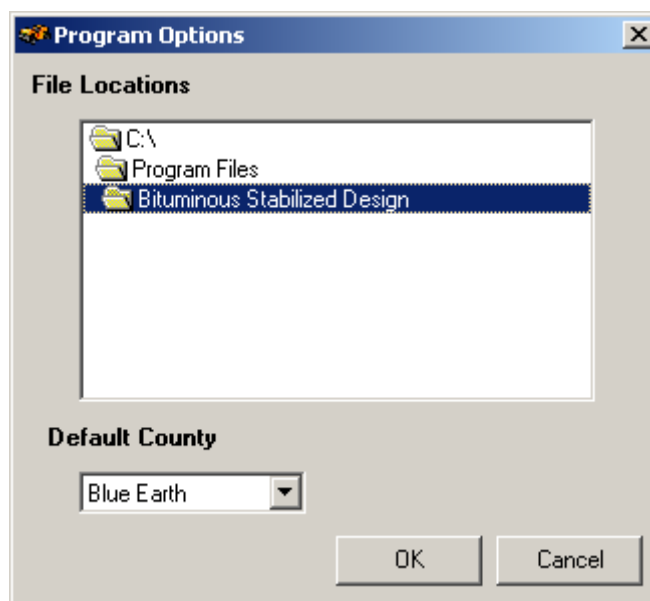 Program Options
File Locations
C:\
Program Files
Bituminous Stabilized Design
Default County
Blue Earth
OK Cancel